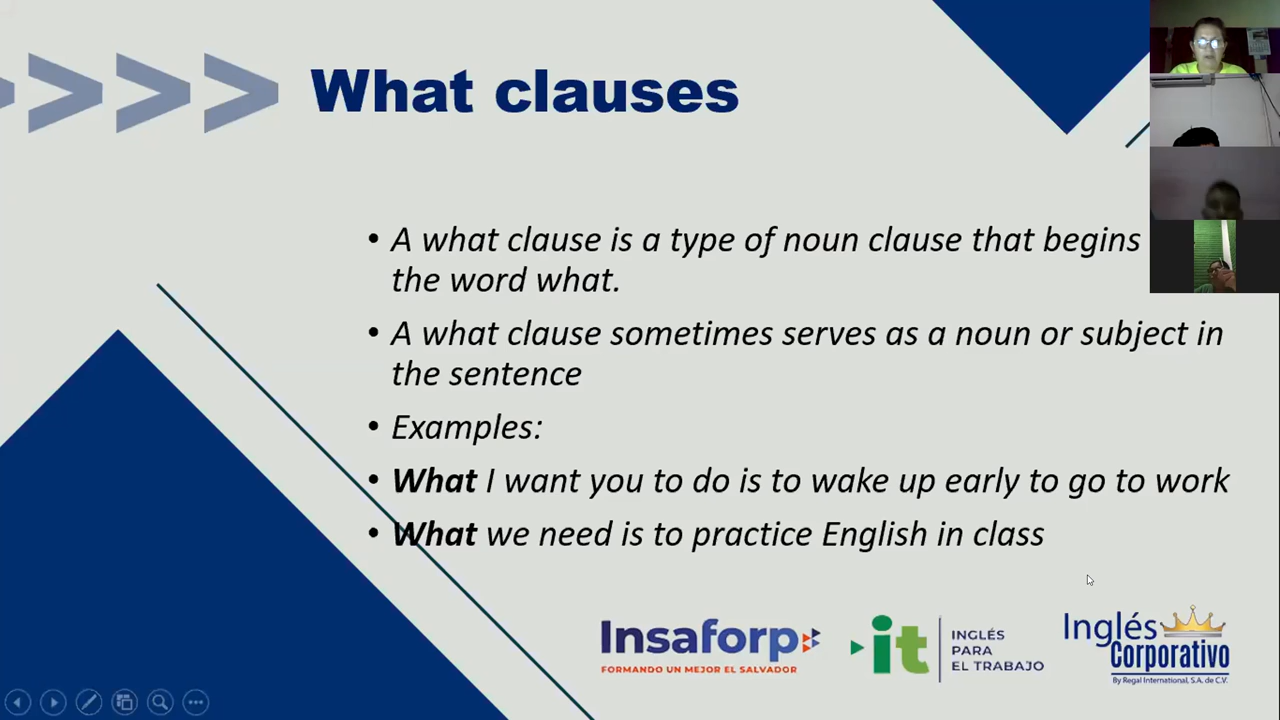 What clauses
• A what clause is a type of noun clause that begins
the word what.
• A what clause sometimes serves as a noun or subject in
the sentence
• Examples:
• What I want you to do is to wake up early to go to work
• What we need is to practice English in class
Insaforp
FORMANDO UN MEJOR EL SALVADOR
it
INGLÉS
PARA
EL TRABAJO
Inglés
Corporativo
By Regal International, S.A. de C.V.